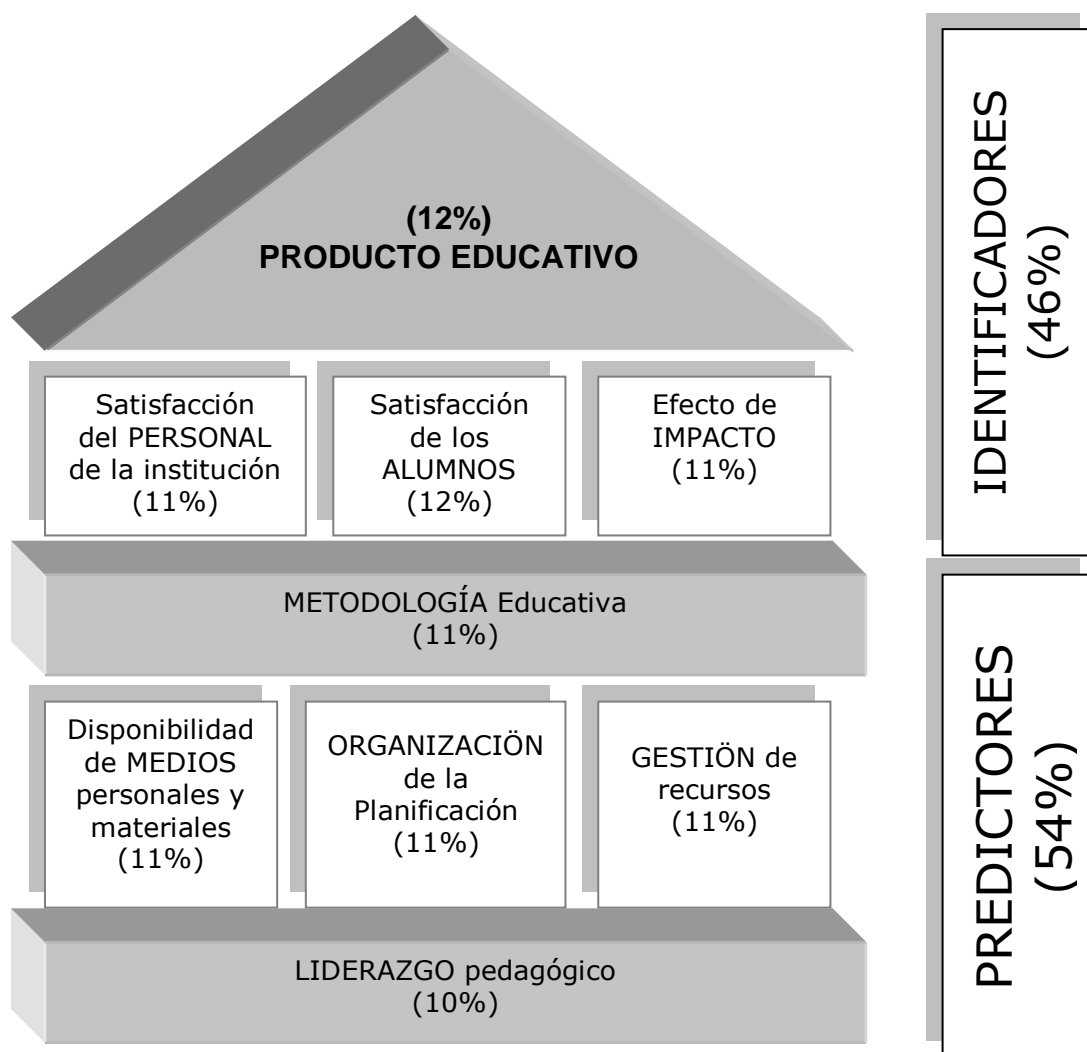 (12%)
PRODUCTO EDUCATIVO
Satisfacción
del PERSONAL
de la institución
(11%)
Satisfacción
de los
ALUMNOS
(12%)
Efecto de
IMPACTO
(11%)
METODOLOGÍA Educativa
(11%)
Disponibilidad
de MEDIOS
personales y
materiales
(11%)
ORGANIZACIÖN
de la
Planificación
(11%)
GESTIÖN de
recursos
(11%)
LIDERAZGO pedagógico
(10%)
IDENTIFICADORES
(46%)
PREDICTORES
(54%)